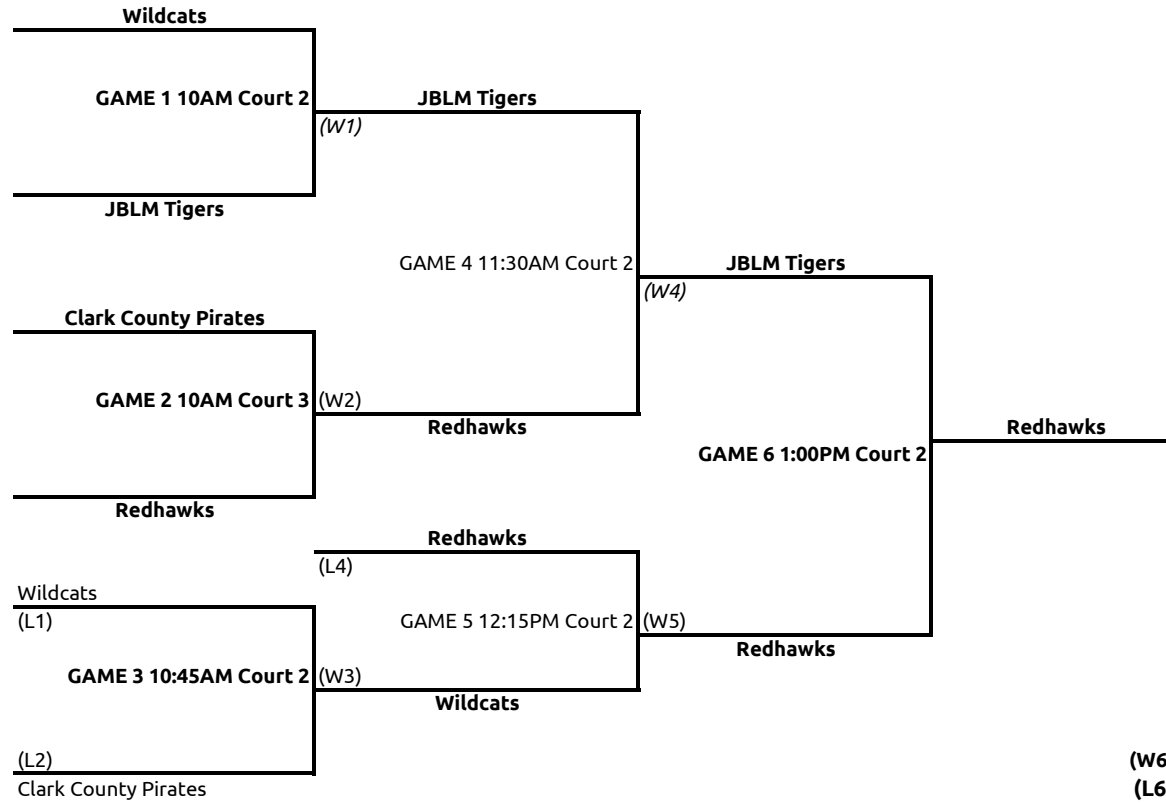 Wildcats
GAME 1 10AM Court 2
JBLM Tigers
(W1)
JBLM Tigers
GAME 4 11:30AM Court 2
JBLM Tigers
(W4)
Clark County Pirates
GAME 2 10AM Court 3
(W2)
Redhawks
Redhawks
GAME 6 1:00PM Court 2
Redhawks
Redhawks
(L4)
Wildcats
(L1)
GAME 5 12:15PM Court 2
(W5)
Redhawks
GAME 3 10:45AM Court 2
(W3)
Wildcats
(L2)
Clark County Pirates
(W6
(L6